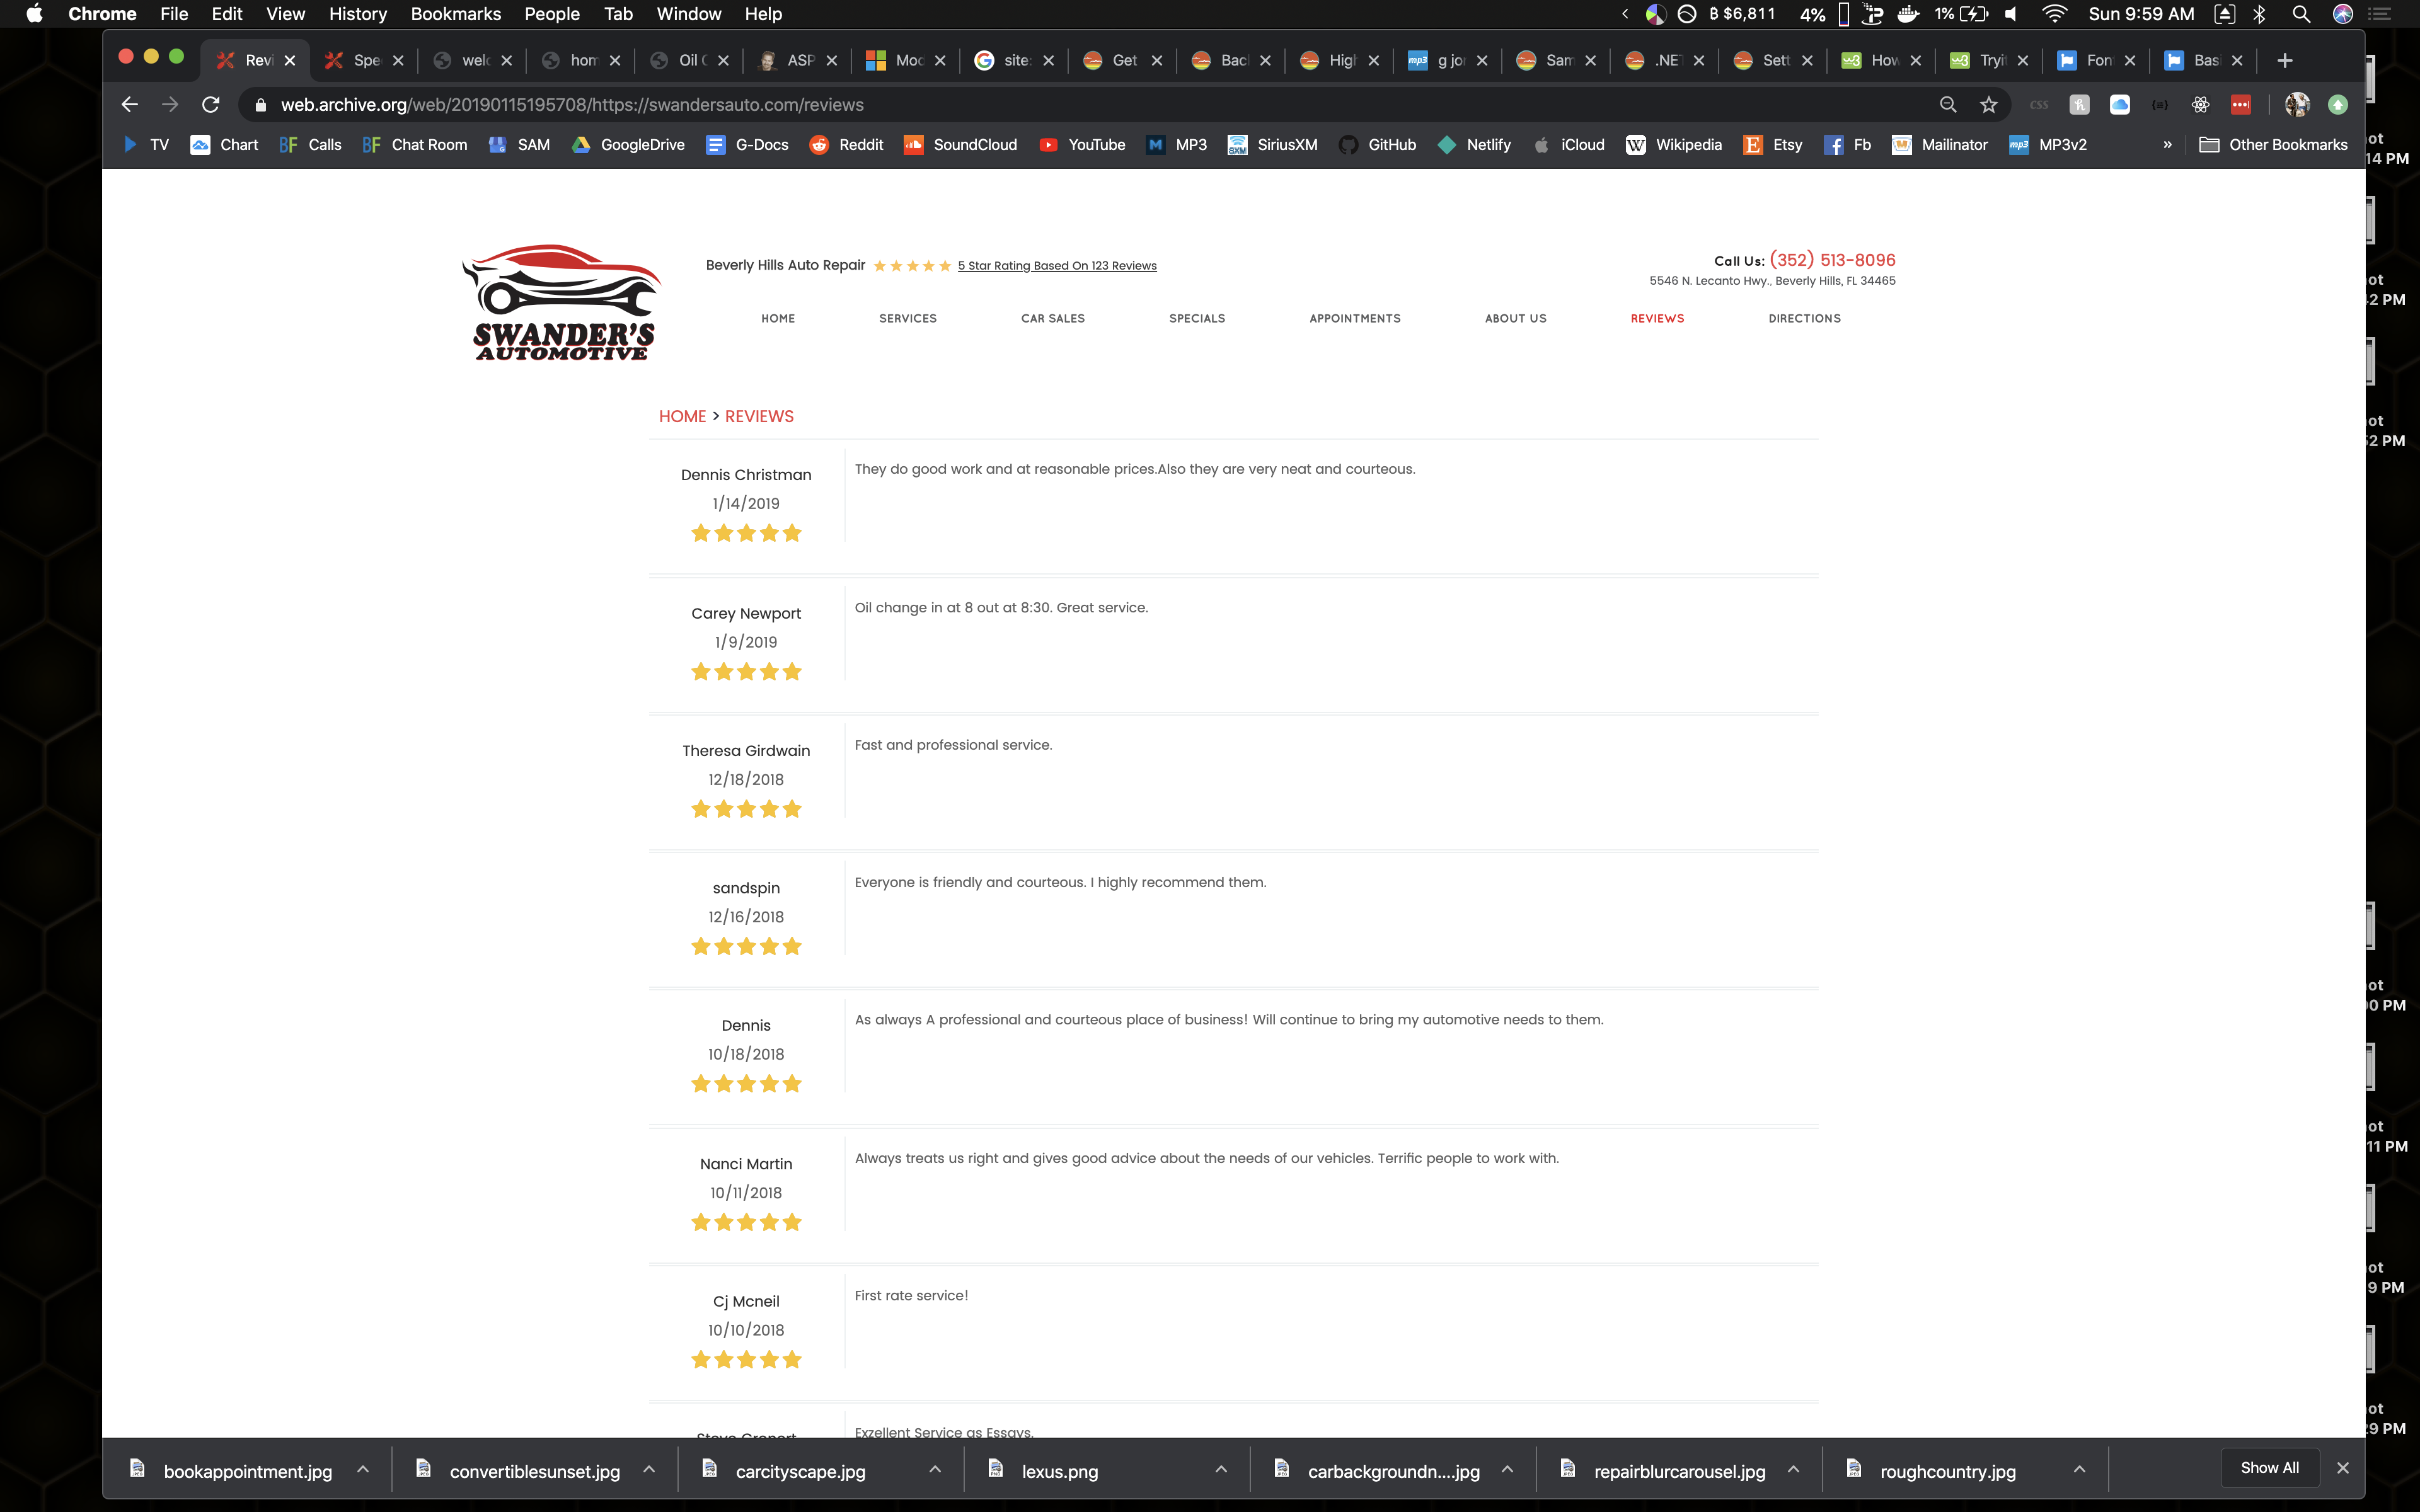 Chrome File Edit View History Bookmarks People Tab Window Help
฿ $6,811 4% 1% Sun 9:59 AM
Revi Spe welc hom Oil C ASP Moc site: Get Bacl High g jor Sam .NET Sett How Tryit Fon Basi
web.archive.org/web/20190115195708/https://swandersauto.com/reviews
TV Chart Calls Chat Room SAM GoogleDrive G-Docs Reddit SoundCloud YouTube MP3 SiriusXM GitHub Netlify iCloud Wikipedia Etsy Fb Mailinator MP3v2 » Other Bookmarks
SWANDER'S
AUTOMOTIVE
Beverly Hills Auto Repair 5 Star Rating Based On 123 Reviews
Call Us: (352) 513-8096
5546 N. Lecanto Hwy., Beverly Hills, FL 34465
HOME SERVICES CAR SALES SPECIALS APPOINTMENTS ABOUT US REVIEWS DIRECTIONS
HOME > REVIEWS
Dennis Christman
1/14/2019
They do good work and at reasonable prices.Also they are very neat and courteous.
Carey Newport
1/9/2019
Oil change in at 8 out at 8:30. Great service.
Theresa Girdwain
12/18/2018
Fast and professional service.
sandspin
12/16/2018
Everyone is friendly and courteous. I highly recommend them.
Dennis
10/18/2018
As always A professional and courteous place of business! Will continue to bring my automotive needs to them.
Nanci Martin
10/11/2018
Always treats us right and gives good advice about the needs of our vehicles. Terrific people to work with.
Cj Mcneil
10/10/2018
First rate service!
Exzellent Service as Essays.
bookappointment.jpg convertiblesunset.jpg carcityscape.jpg lexus.png carbackgroundn....jpg repairblurcarousel.jpg roughcountry.jpg Show All